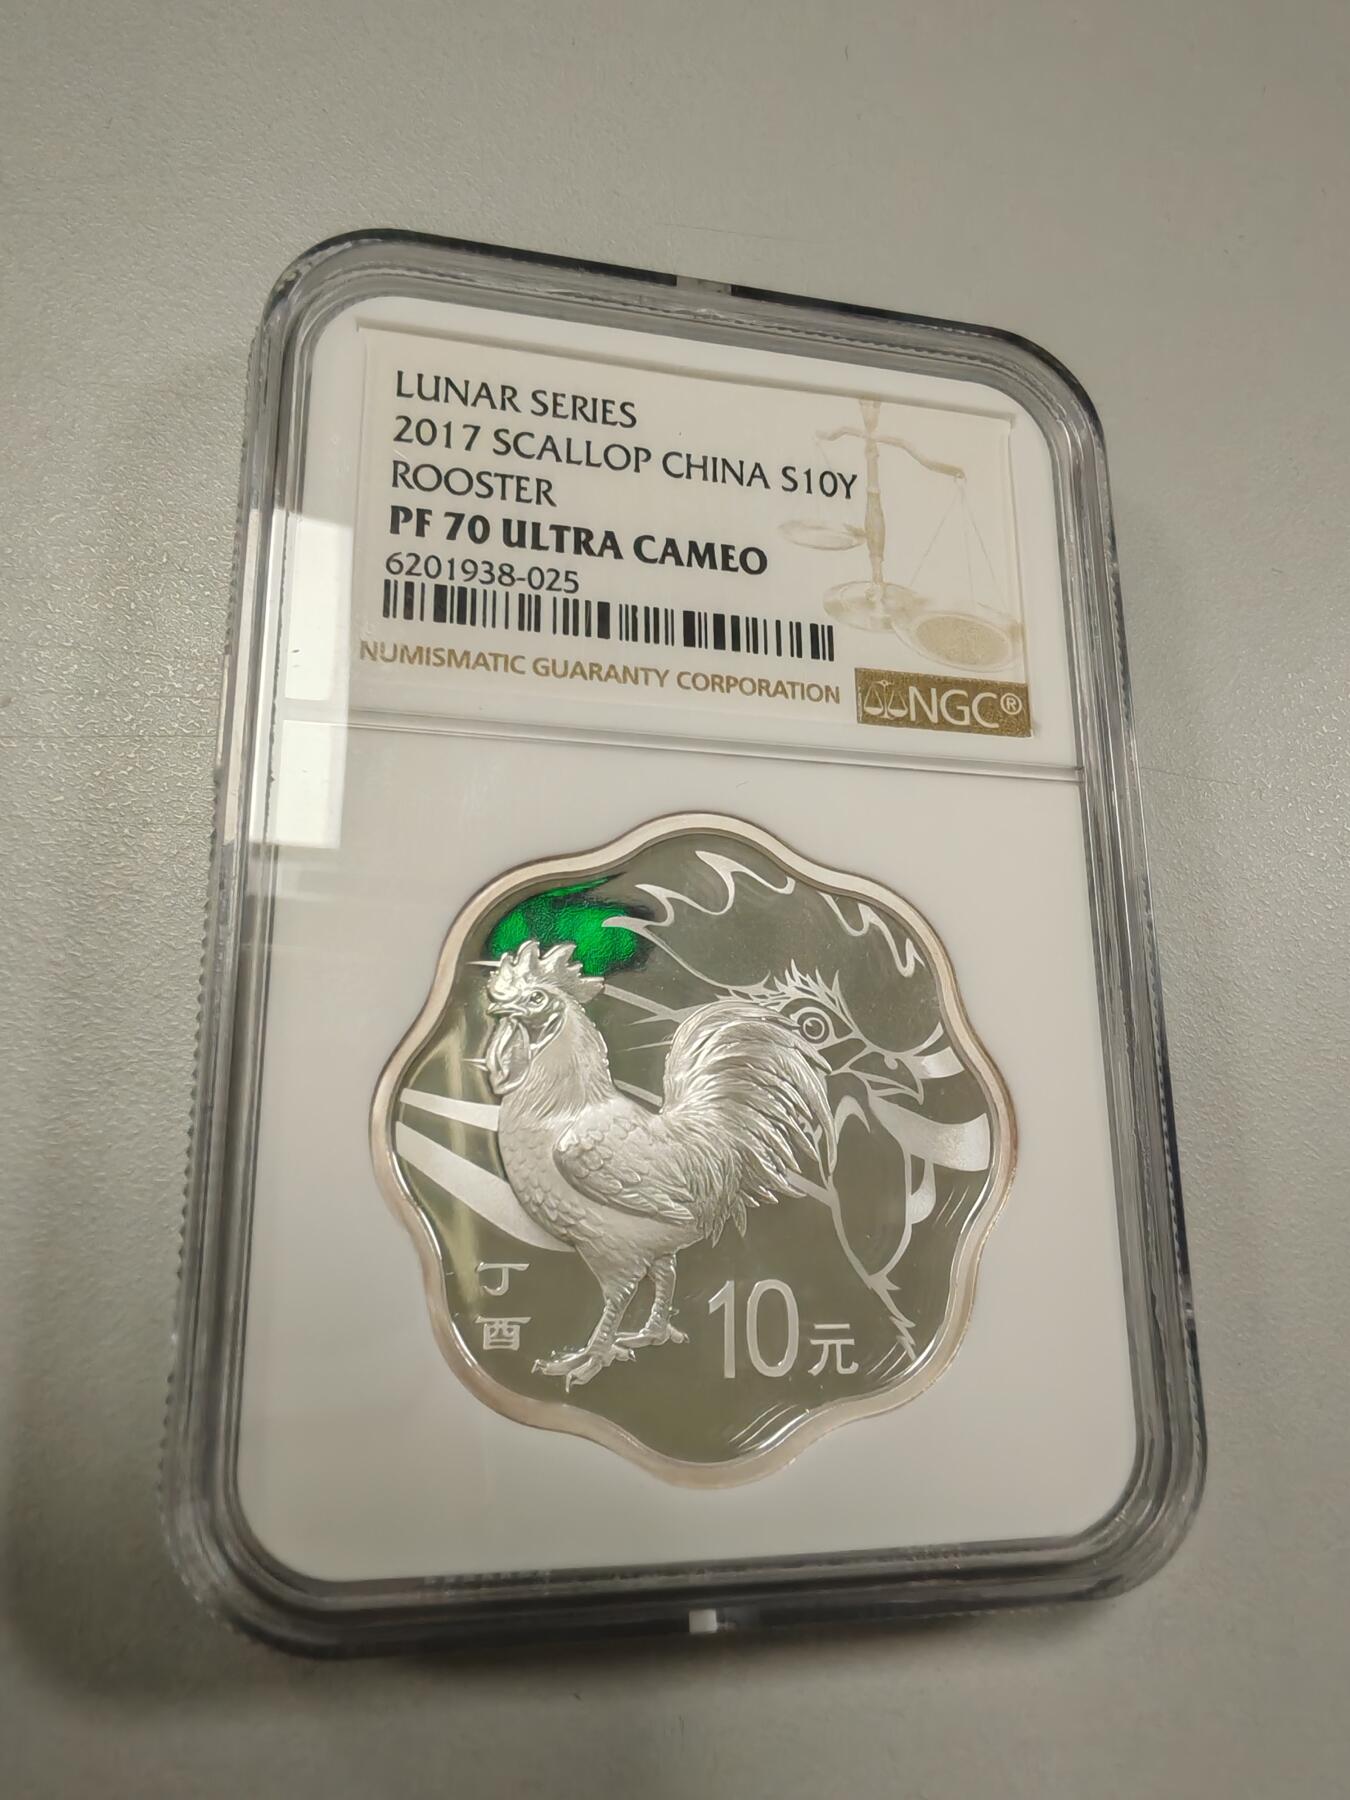 LUNAR SERIES
2017 SCALLOP CHINA S10Y
ROOSTER
PF 70 ULTRA CAMEO
6201938-025
NUMISMATIC GUARANTY CORPORATION
NGC®
丁
酉
10元